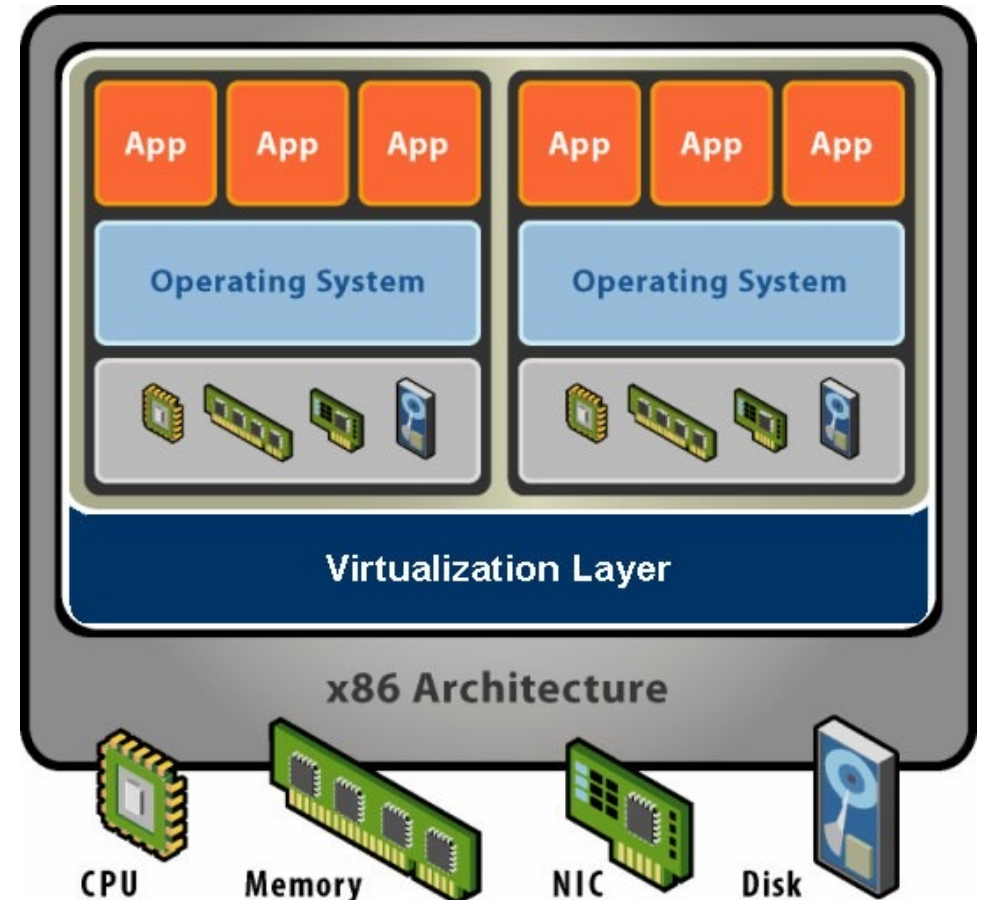 App App App App App App
Operating System Operating System
Virtualization Layer
x86 Architecture
CPU Memory NIC Disk